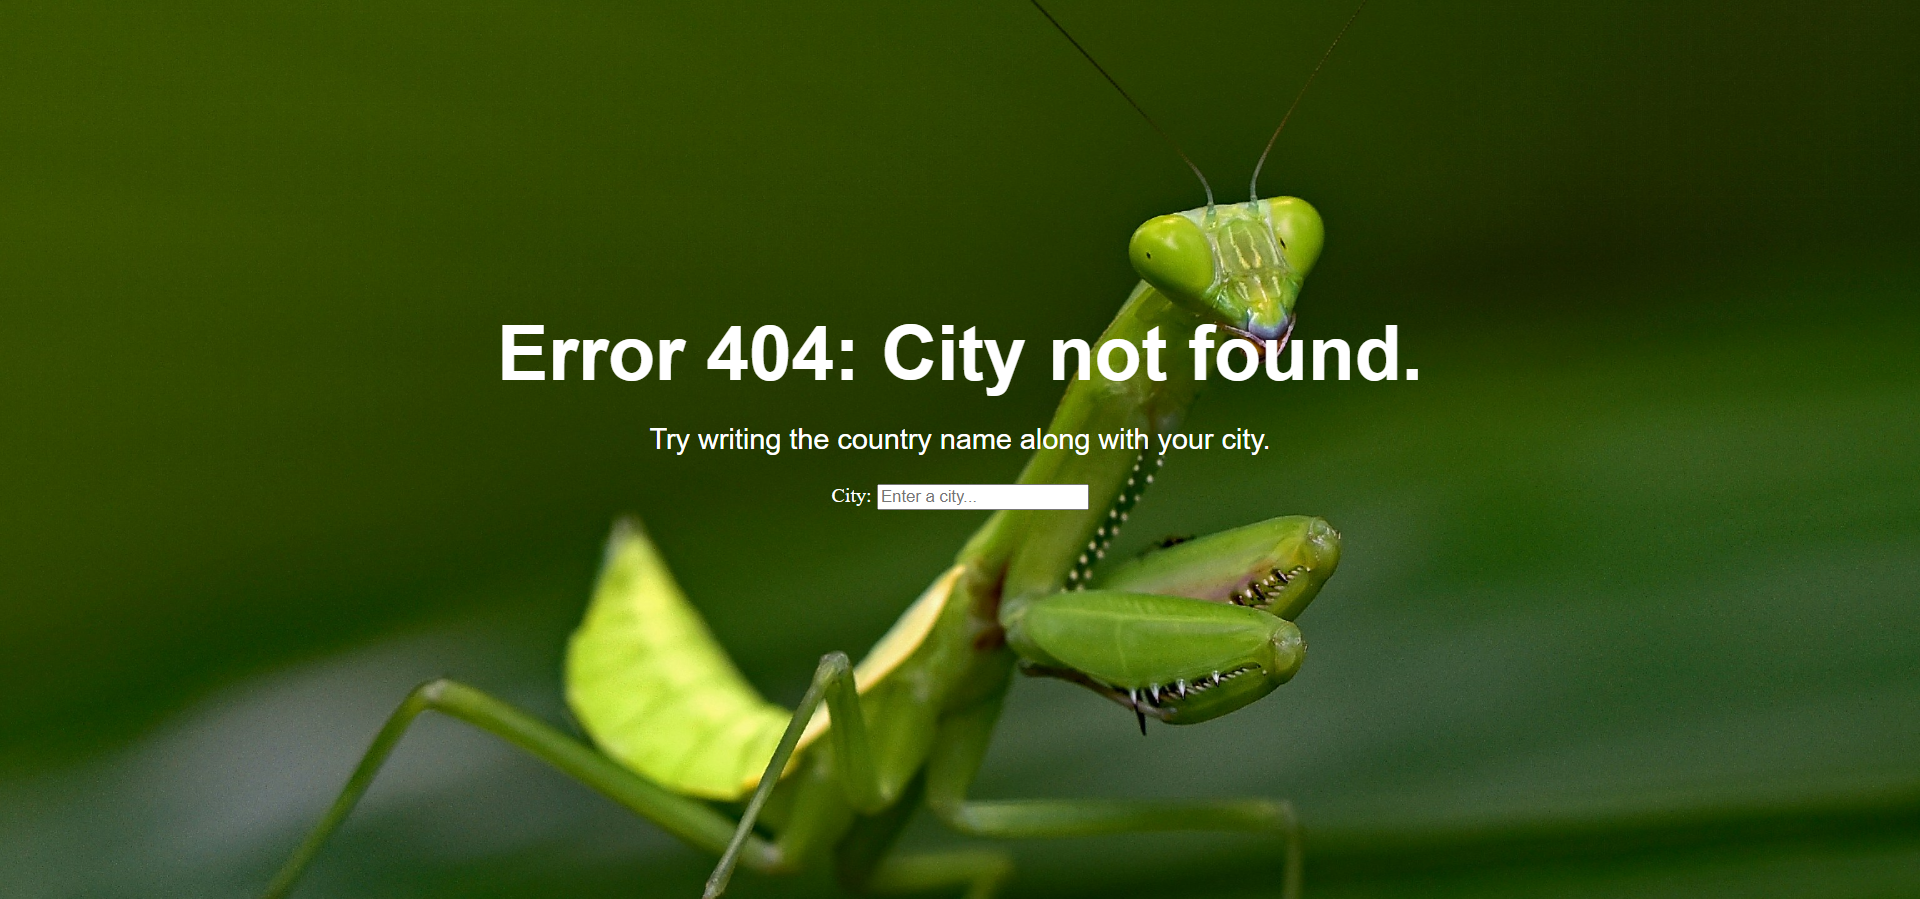 Error 404: City not found.
Try writing the country name along with your city.
City: Enter a city...